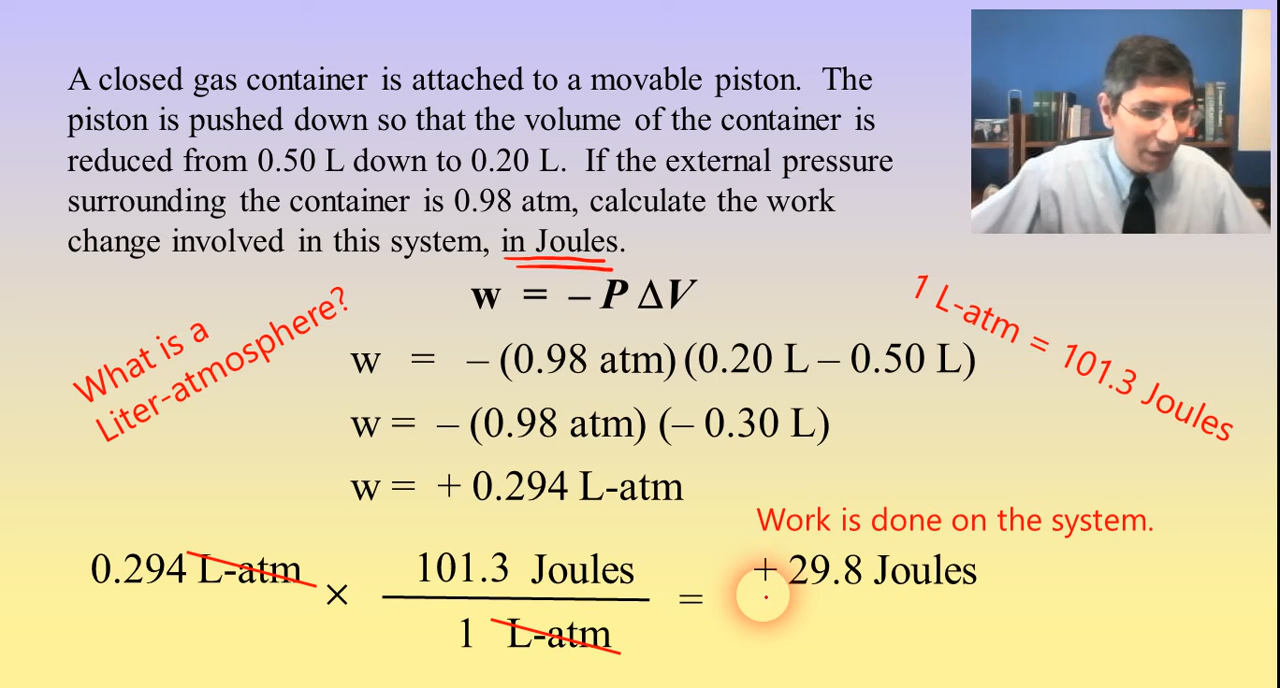 A closed gas container is attached to a movable piston. The
piston is pushed down so that the volume of the container is
reduced from 0.50 L down to 0.20 L. If the external pressure
surrounding the container is 0.98 atm, calculate the work
change involved in this system, in Joules.
w = – P ΔV
What is a
Liter-atmosphere?
1 L-atm = 101.3 Joules
w = – (0.98 atm) (0.20 L – 0.50 L)
w = – (0.98 atm) (– 0.30 L)
w = + 0.294 L-atm
Work is done on the system.
0.294 L-atm × 101.3 Joules = + 29.8 Joules
1 L-atm